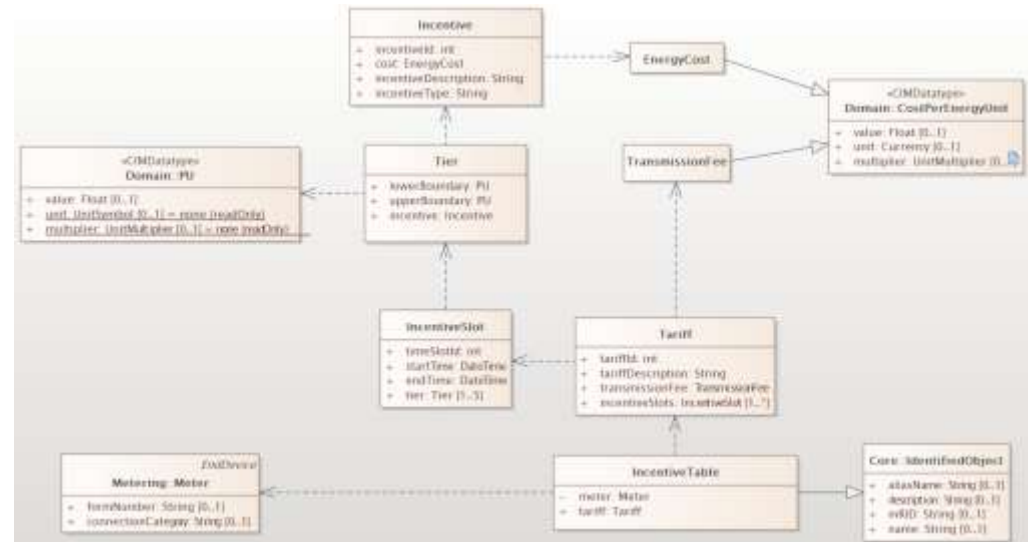 Incentive
+ incentiveId: int
+ cost: EnergyCost
+ incentiveDescription: String
+ incentiveType: String
EnergyCost
«CIMDatatype»
Domain::CostPerEnergyUnit
+ value: Float [0..1]
+ unit: Currency [0..1]
+ multiplier: UnitMultiplier [0..
TransmissionFee
Tier
+ lowerBoundary: PU
+ upperBoundary: PU
+ incentive: Incentive
«CIMDatatype»
Domain::PU
+ value: Float [0..1]
+ unit: UnitSymbol [0..1] = none {readOnly}
+ multiplier: UnitMultiplier [0..1] = none {readOnly}
IncentiveSlot
+ timeSlotId: int
+ startTime: DateTime
+ endTime: DateTime
+ tier: Tier [1..5]
Tariff
+ tariffId: int
+ tariffDescription: String
+ transmissionFee: TransmissionFee
+ incentiveSlots: IncentiveSlot [1..*]
EndDevice
Metering::Meter
+ formNumber: String [0..1]
+ connectionCategory: String [0..1]
IncentiveTable
- meter: Meter
+ tariff: Tariff
Core::IdentifiedObject
+ aliasName: String [0..1]
+ description: String [0..1]
+ mRID: String [0..1]
+ name: String [0..1]